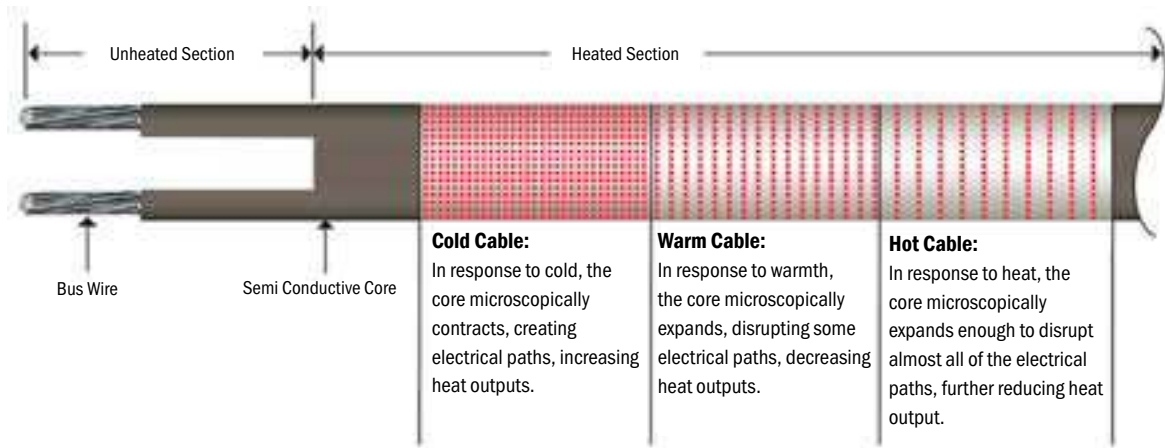 Unheated Section
Heated Section
Bus Wire
Semi Conductive Core
Cold Cable:
In response to cold, the
core microscopically
contracts, creating
electrical paths, increasing
heat outputs.
Warm Cable:
In response to warmth,
the core microscopically
expands, disrupting some
electrical paths, decreasing
heat outputs.
Hot Cable:
In response to heat, the
core microscopically
expands enough to disrupt
almost all of the electrical
paths, further reducing heat
output.